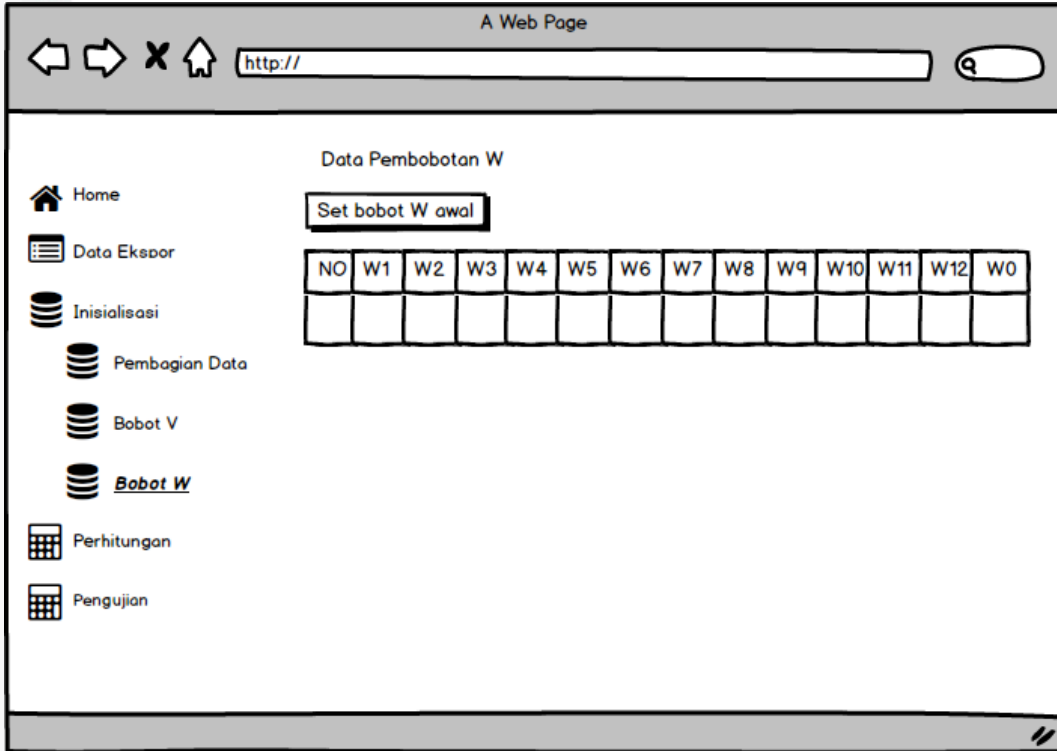 A Web Page
http://
Home
Data Ekspor
Inisialisasi
Pembagian Data
Bobot V
Bobot W
Perhitungan
Pengujian
Data Pembobotan W
Set bobot W awal
NO W1 W2 W3 W4 W5 W6 W7 W8 W9 W10 W11 W12 W0